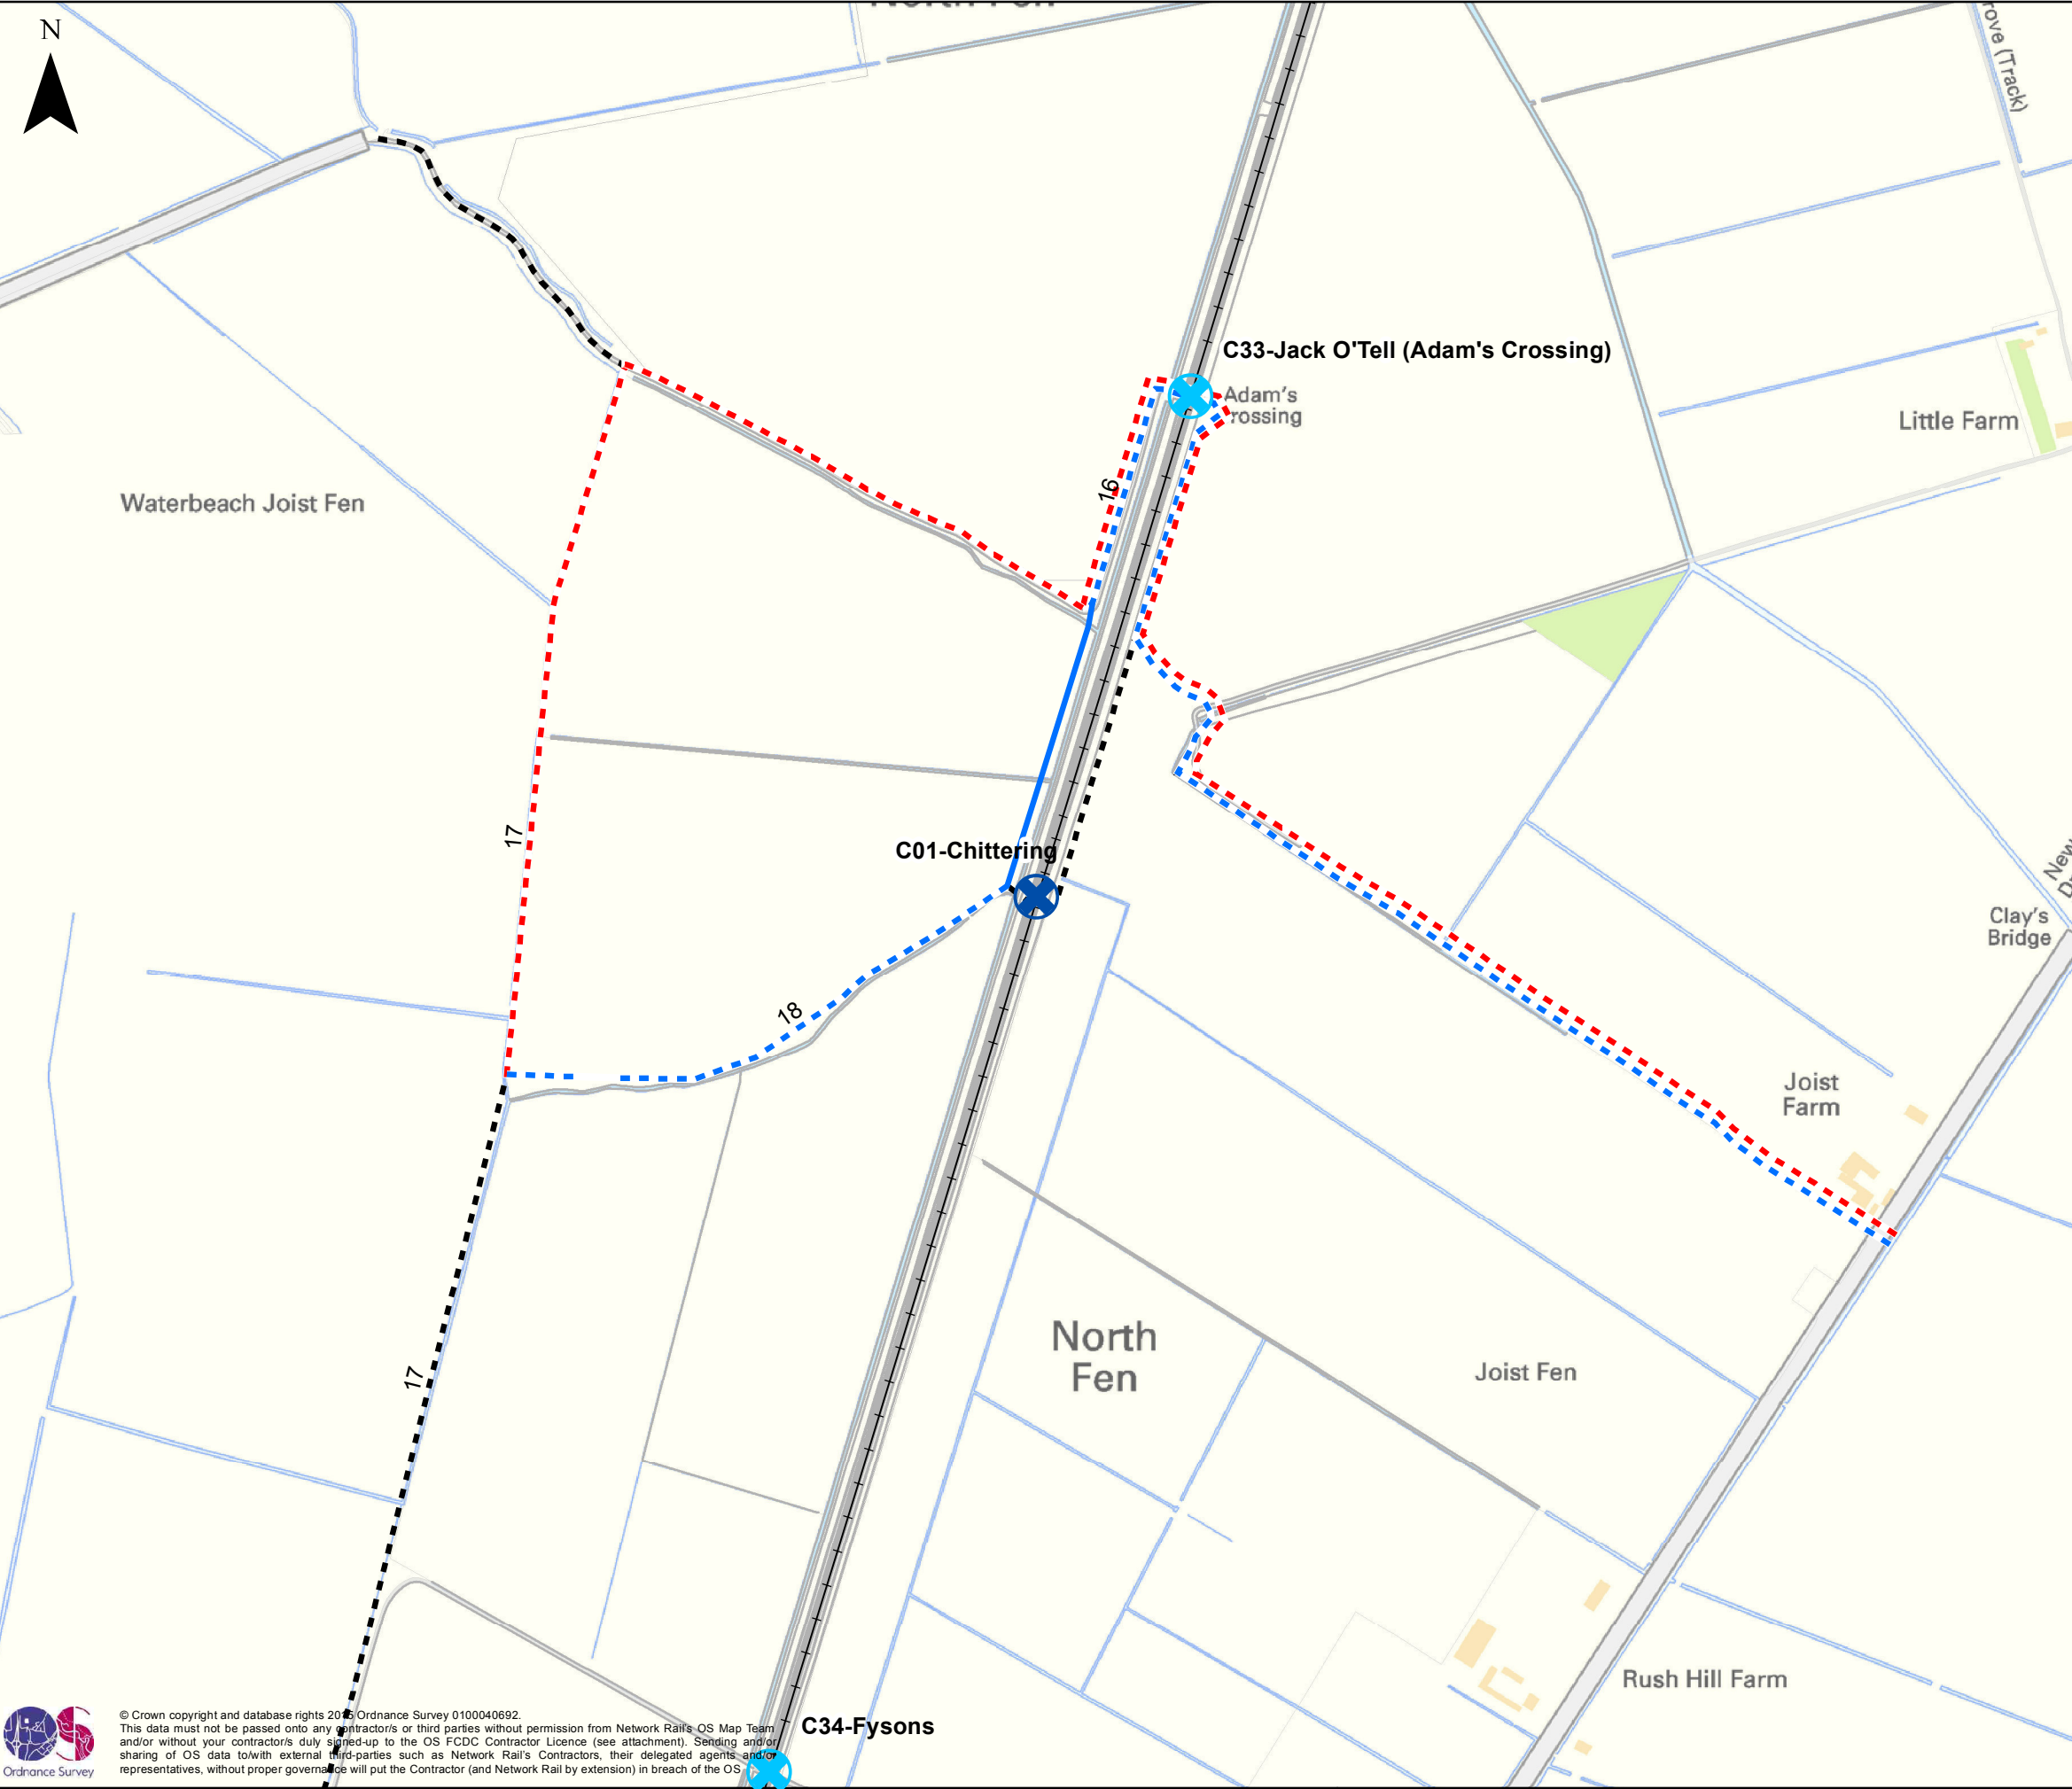 North Fen
N
rove (Track)
C33-Jack O'Tell (Adam's Crossing)
Adam's
rossing
Little Farm
Waterbeach Joist Fen
16
17
C01-Chittering
New
D
Clay's
Bridge
18
Joist
Farm
North
Fen
17
Joist Fen
Rush Hill Farm
C34-Fysons
Ordnance Survey
© Crown copyright and database rights 2015 Ordnance Survey 0100040692.
This data must not be passed onto any contractor/s or third parties without permission from Network Rail's OS Map Team
and/or without your contractor/s duly signed-up to the OS FCDC Contractor Licence (see attachment). Sending and/or
sharing of OS data to/with external third-parties such as Network Rail's Contractors, their delegated agents and/or
representatives, without proper governance will put the Contractor (and Network Rail by extension) in breach of the OS